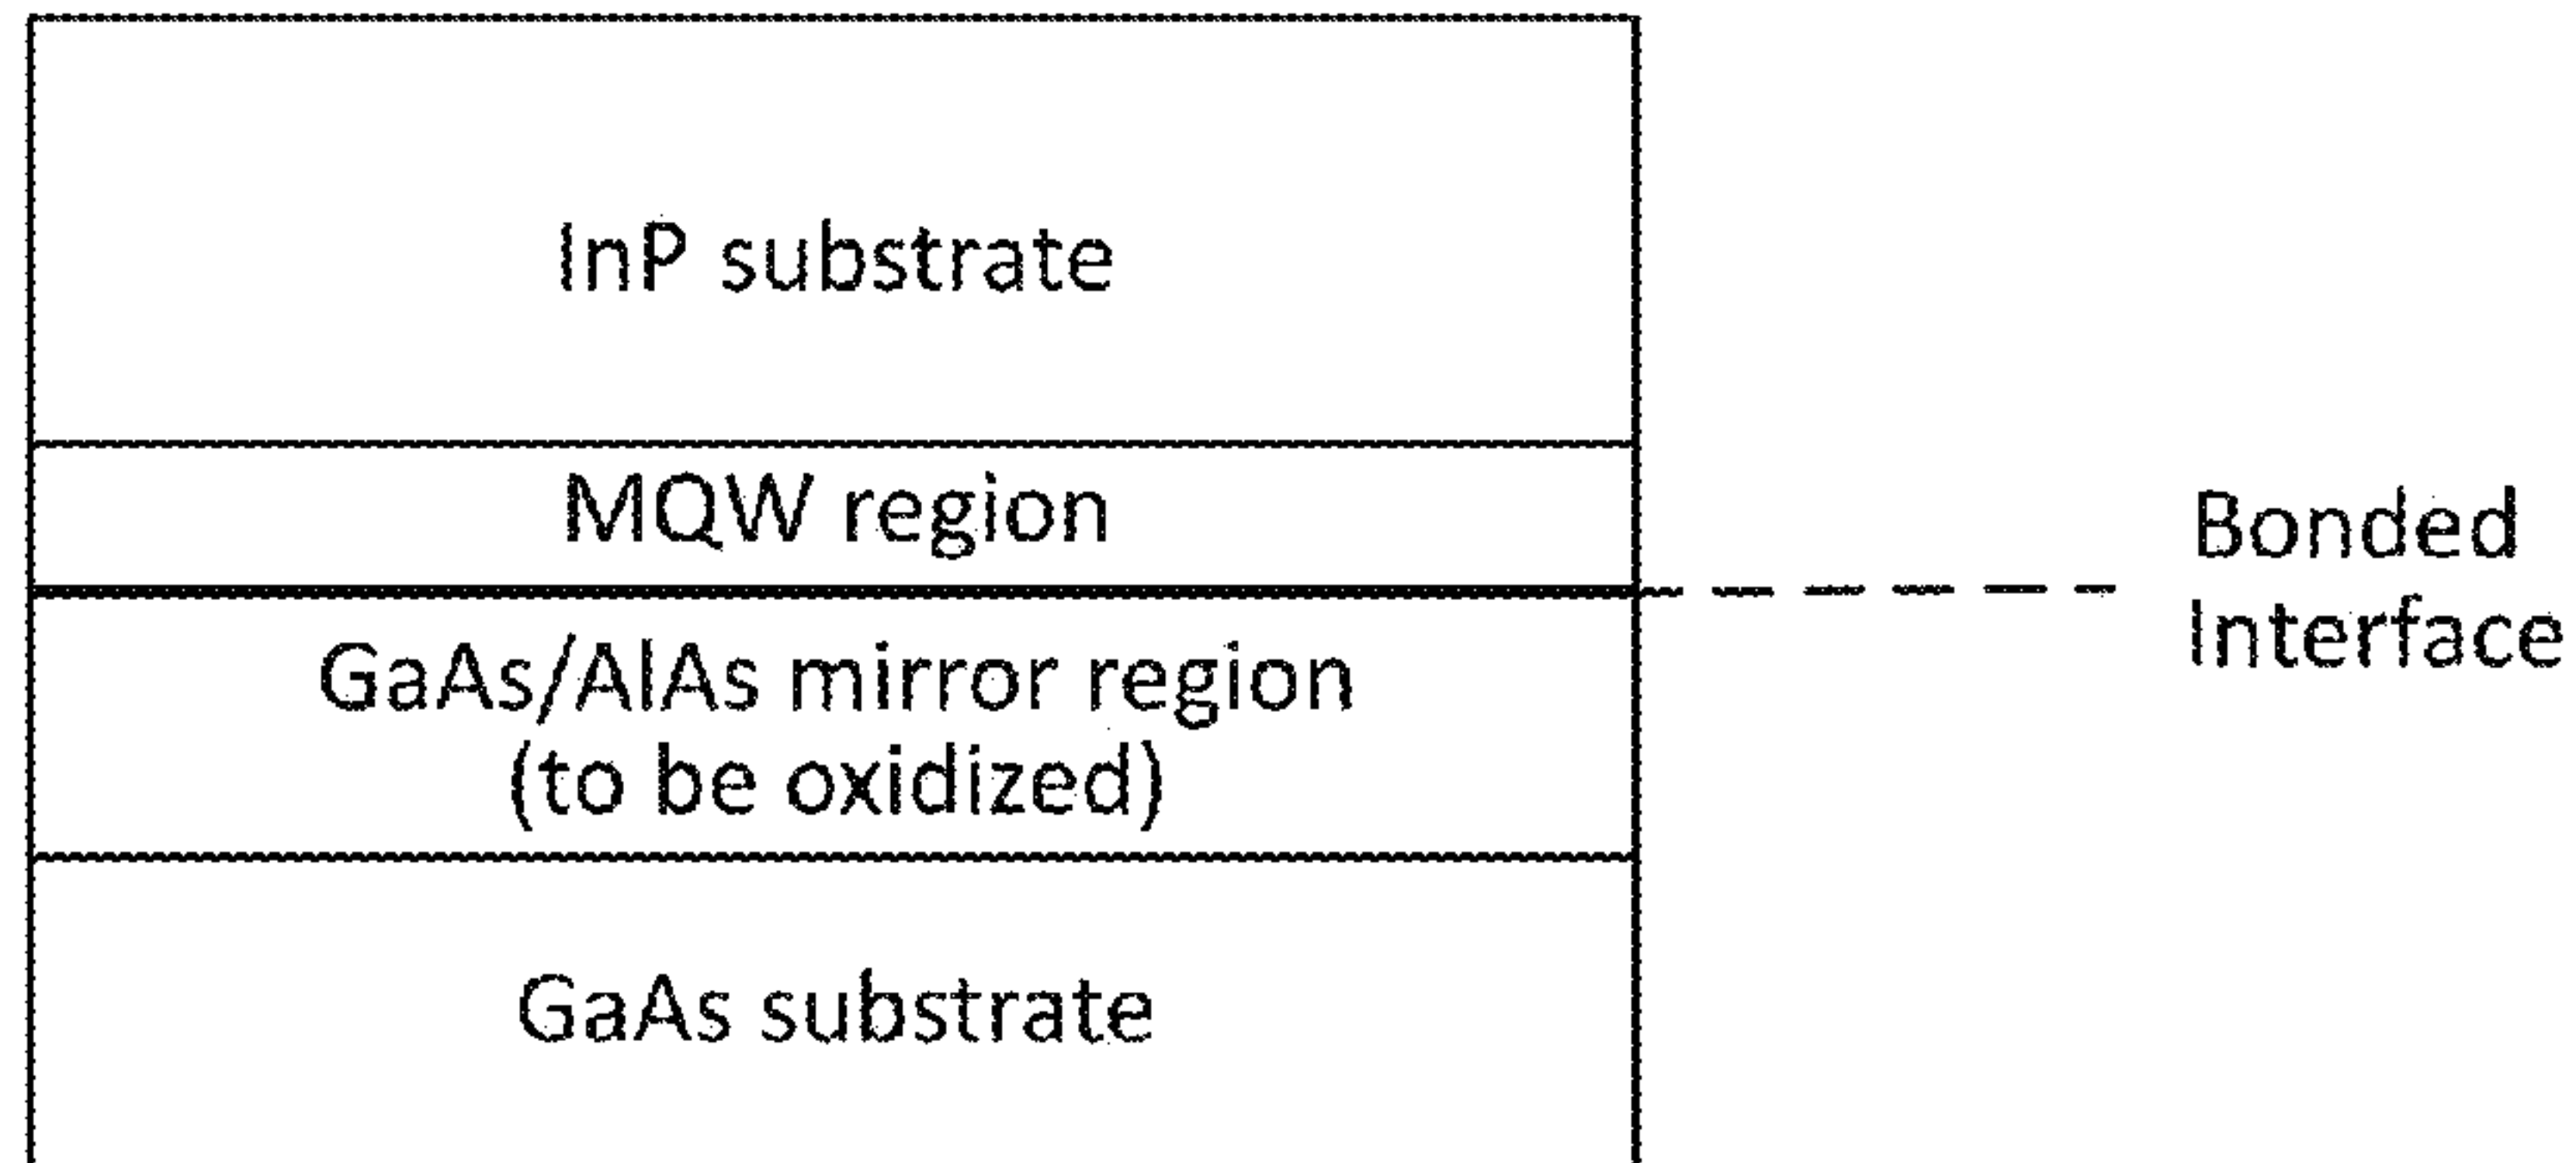 InP substrate
MQW region
Bonded
Interface
GaAs/AlAs mirror region
(to be oxidized)
GaAs substrate